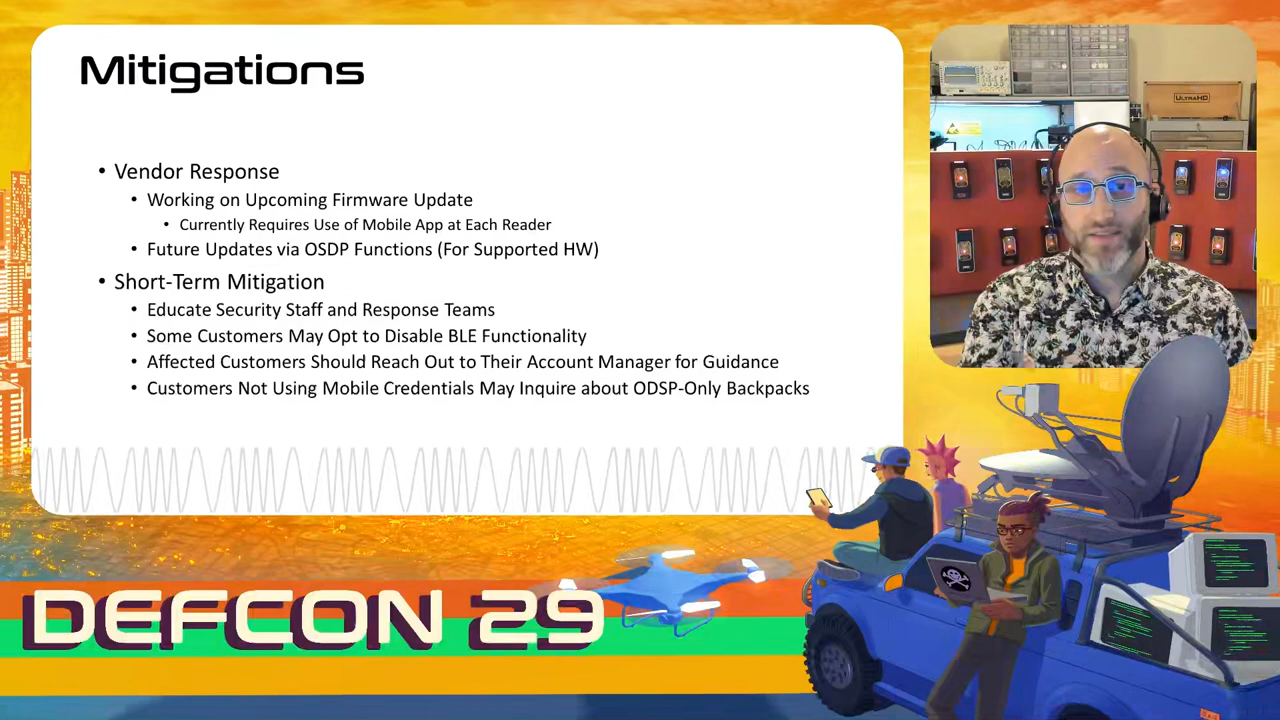 Mitigations
• Vendor Response
• Working on Upcoming Firmware Update
• Currently Requires Use of Mobile App at Each Reader
• Future Updates via OSDP Functions (For Supported HW)
• Short-Term Mitigation
• Educate Security Staff and Response Teams
• Some Customers May Opt to Disable BLE Functionality
• Affected Customers Should Reach Out to Their Account Manager for Guidance
• Customers Not Using Mobile Credentials May Inquire about ODSP-Only Backpacks
ULTRAHD
DEFCON 29